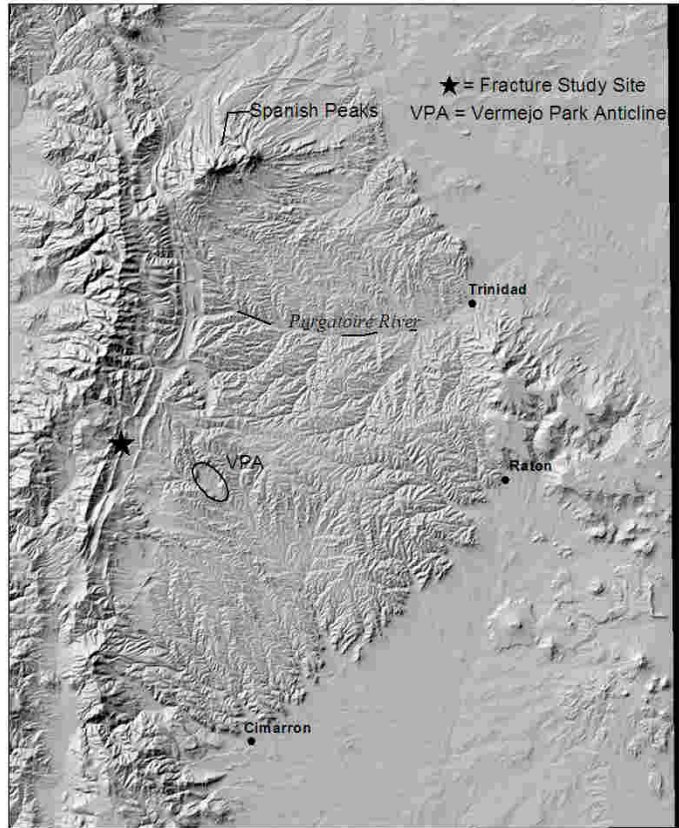 ★ = Fracture Study Site
Spanish Peaks
VPA = Vermejo Park Anticline
Trinidad
Purgatoire River
VPA
Raton
Cimarron